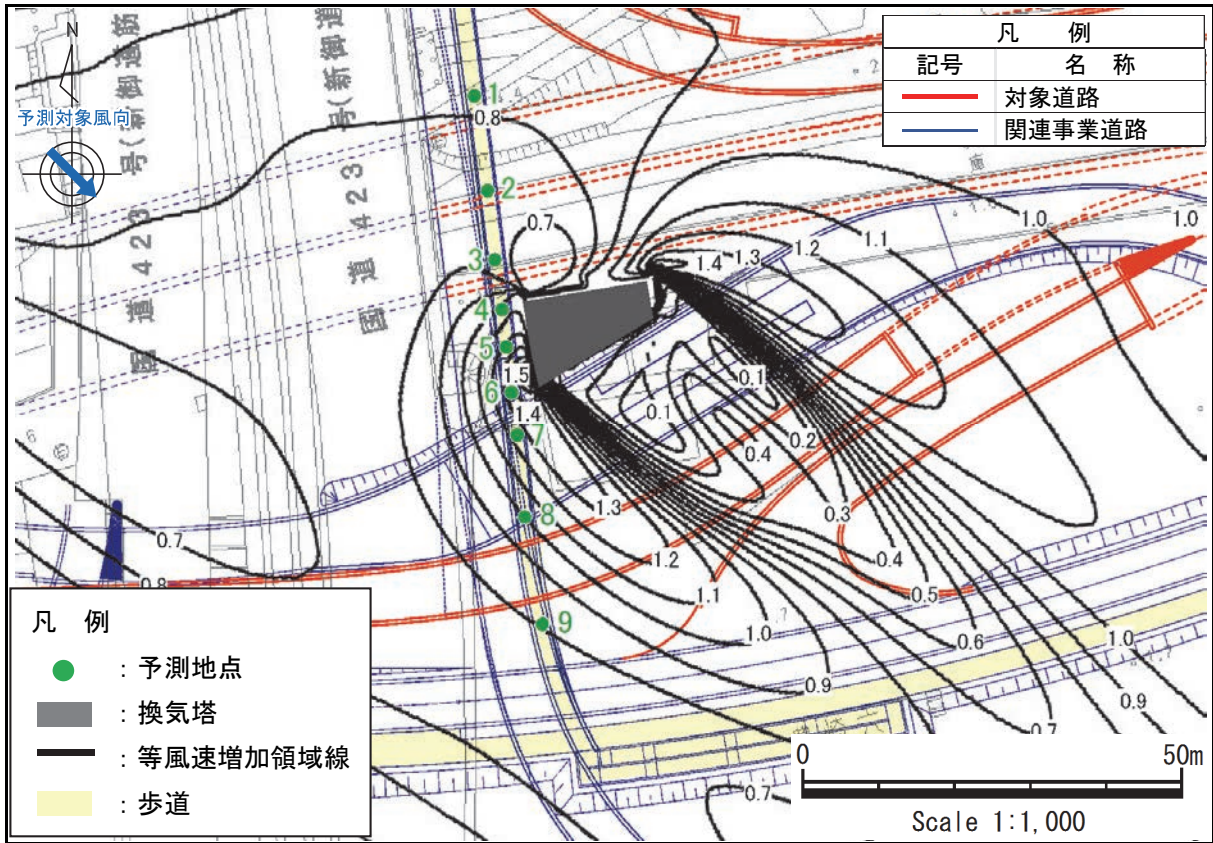 N
予測対象風向
国道423号(新御道筋
国道423号(新御道
凡 例
記号 名 称
対象道路
関連事業道路
1
0.8
2
0.7
3
4
5
1.5
6
1.4
7
8
9
1.4
1.3
1.2
1.1
1.0
1.0
0.1
0.1
0.2
0.4
0.3
1.3
1.2
1.1
1.0
0.9
0.4
0.5
0.6
0.7
1.0
0.9
0.7
0.8
0.7
凡 例
: 予測地点
: 換気塔
: 等風速増加領域線
: 歩道
0 50m
Scale 1:1,000